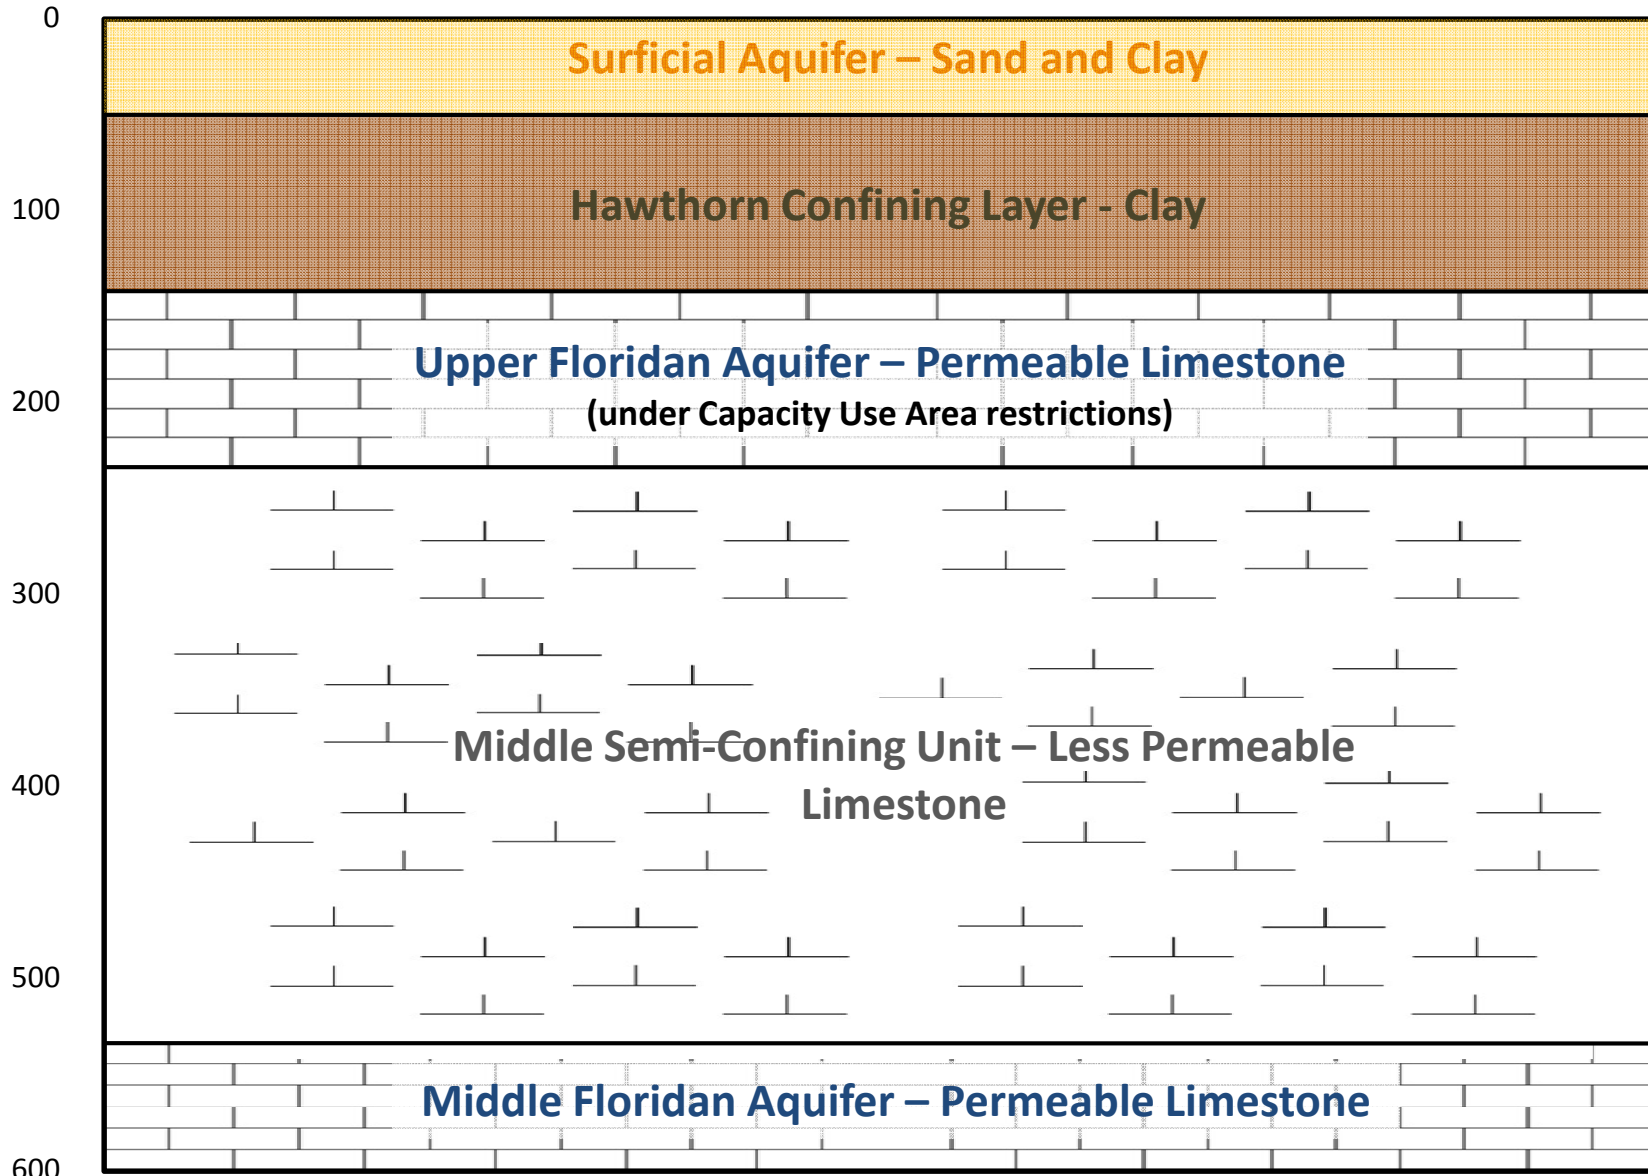 0
Surficial Aquifer – Sand and Clay
100
Hawthorn Confining Layer - Clay
Upper Floridan Aquifer – Permeable Limestone
200
(under Capacity Use Area restrictions)
300
Middle Semi-Confining Unit – Less Permeable
400
Limestone
500
Middle Floridan Aquifer – Permeable Limestone
600